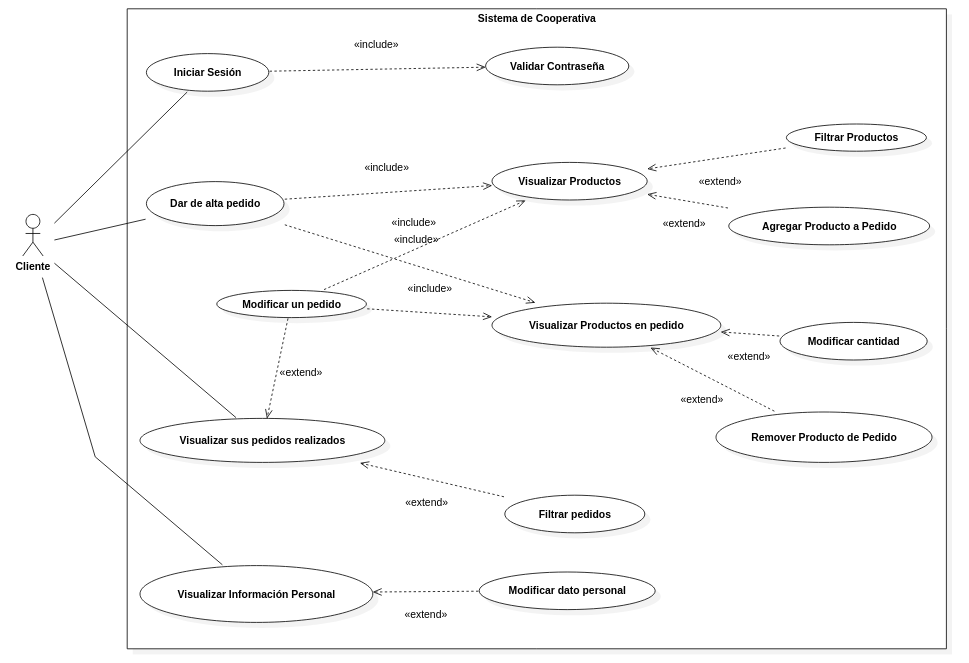 Sistema de Cooperativa
«include»
Iniciar Sesión
Validar Contraseña
Filtrar Productos
«include»
Visualizar Productos
«extend»
Dar de alta pedido
«include»
«extend»
Agregar Producto a Pedido
«include»
Cliente
«include»
Modificar un pedido
Visualizar Productos en pedido
Modificar cantidad
«extend»
«extend»
«extend»
Visualizar sus pedidos realizados
Remover Producto de Pedido
«extend»
Filtrar pedidos
Visualizar Información Personal
Modificar dato personal
«extend»